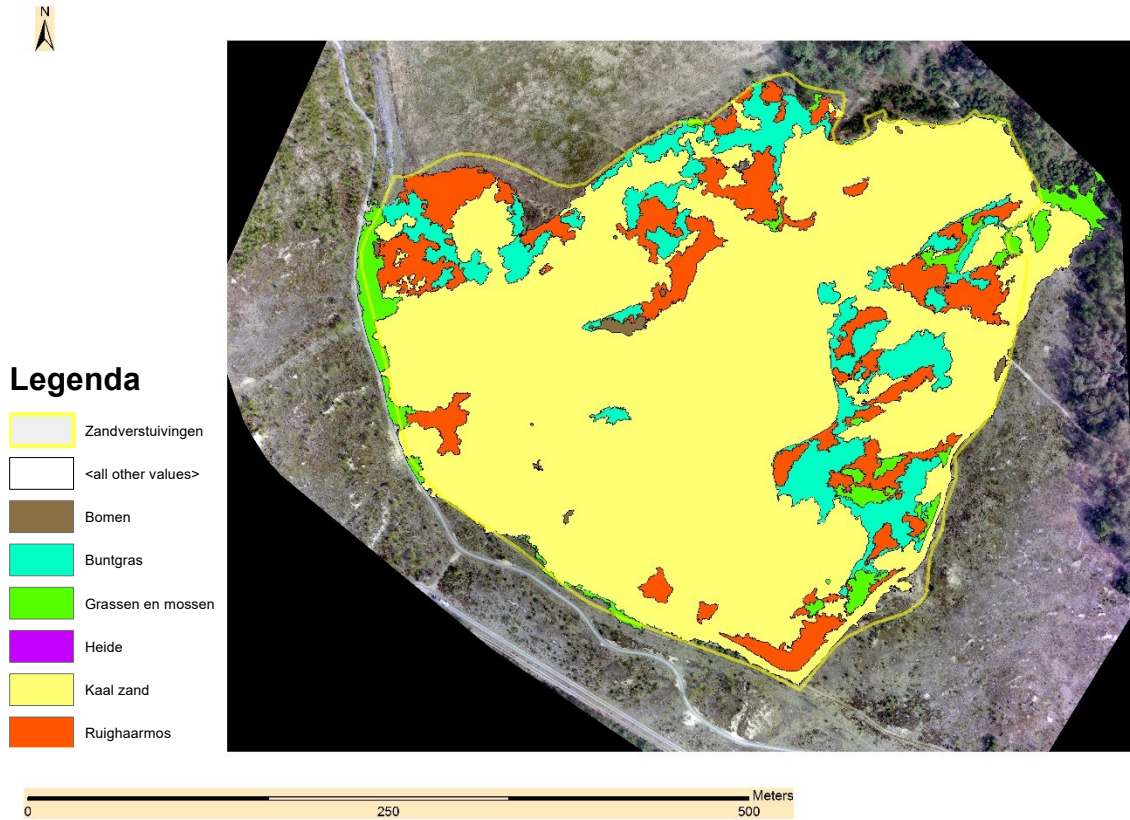 N
Legenda
Zandverstuivingen
<all other values>
Bomen
Buntgras
Grassen en mossen
Heide
Kaal zand
Ruighaarmos
Meters
0 250 500